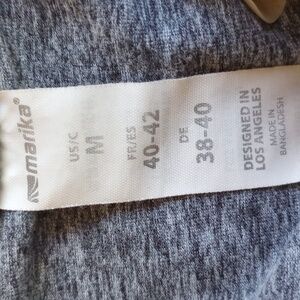 marika®
US/C
M
FR/ES
40-42
DE
38-40
DESIGNED IN
LOS ANGELES
MADE IN
BANGLADESH